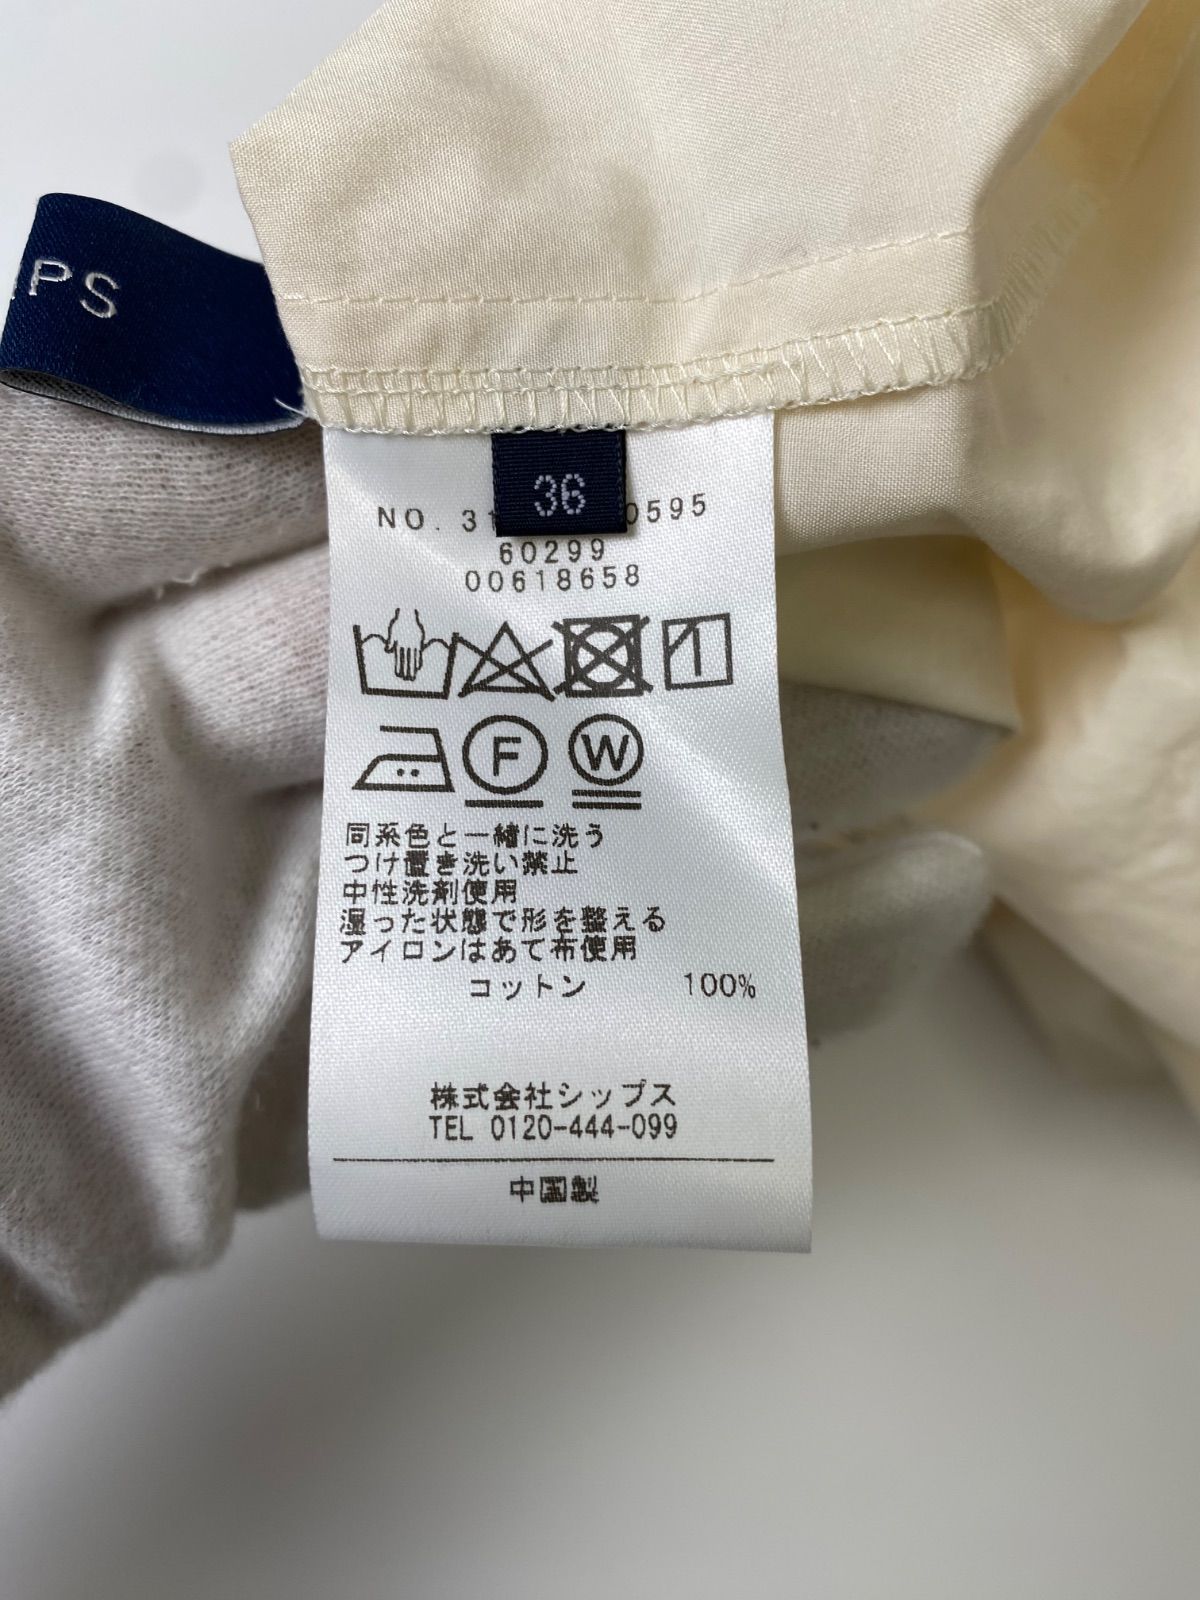 PS
36
NO. 31 0595
60299
00618658
F
W
同系色と一緒に洗う
つけ置き洗い禁止
中性洗剤使用
湿った状態で形を整える
アイロンはあて布使用
コットン 100%
株式会社シップス
TEL 0120-444-099
中国製